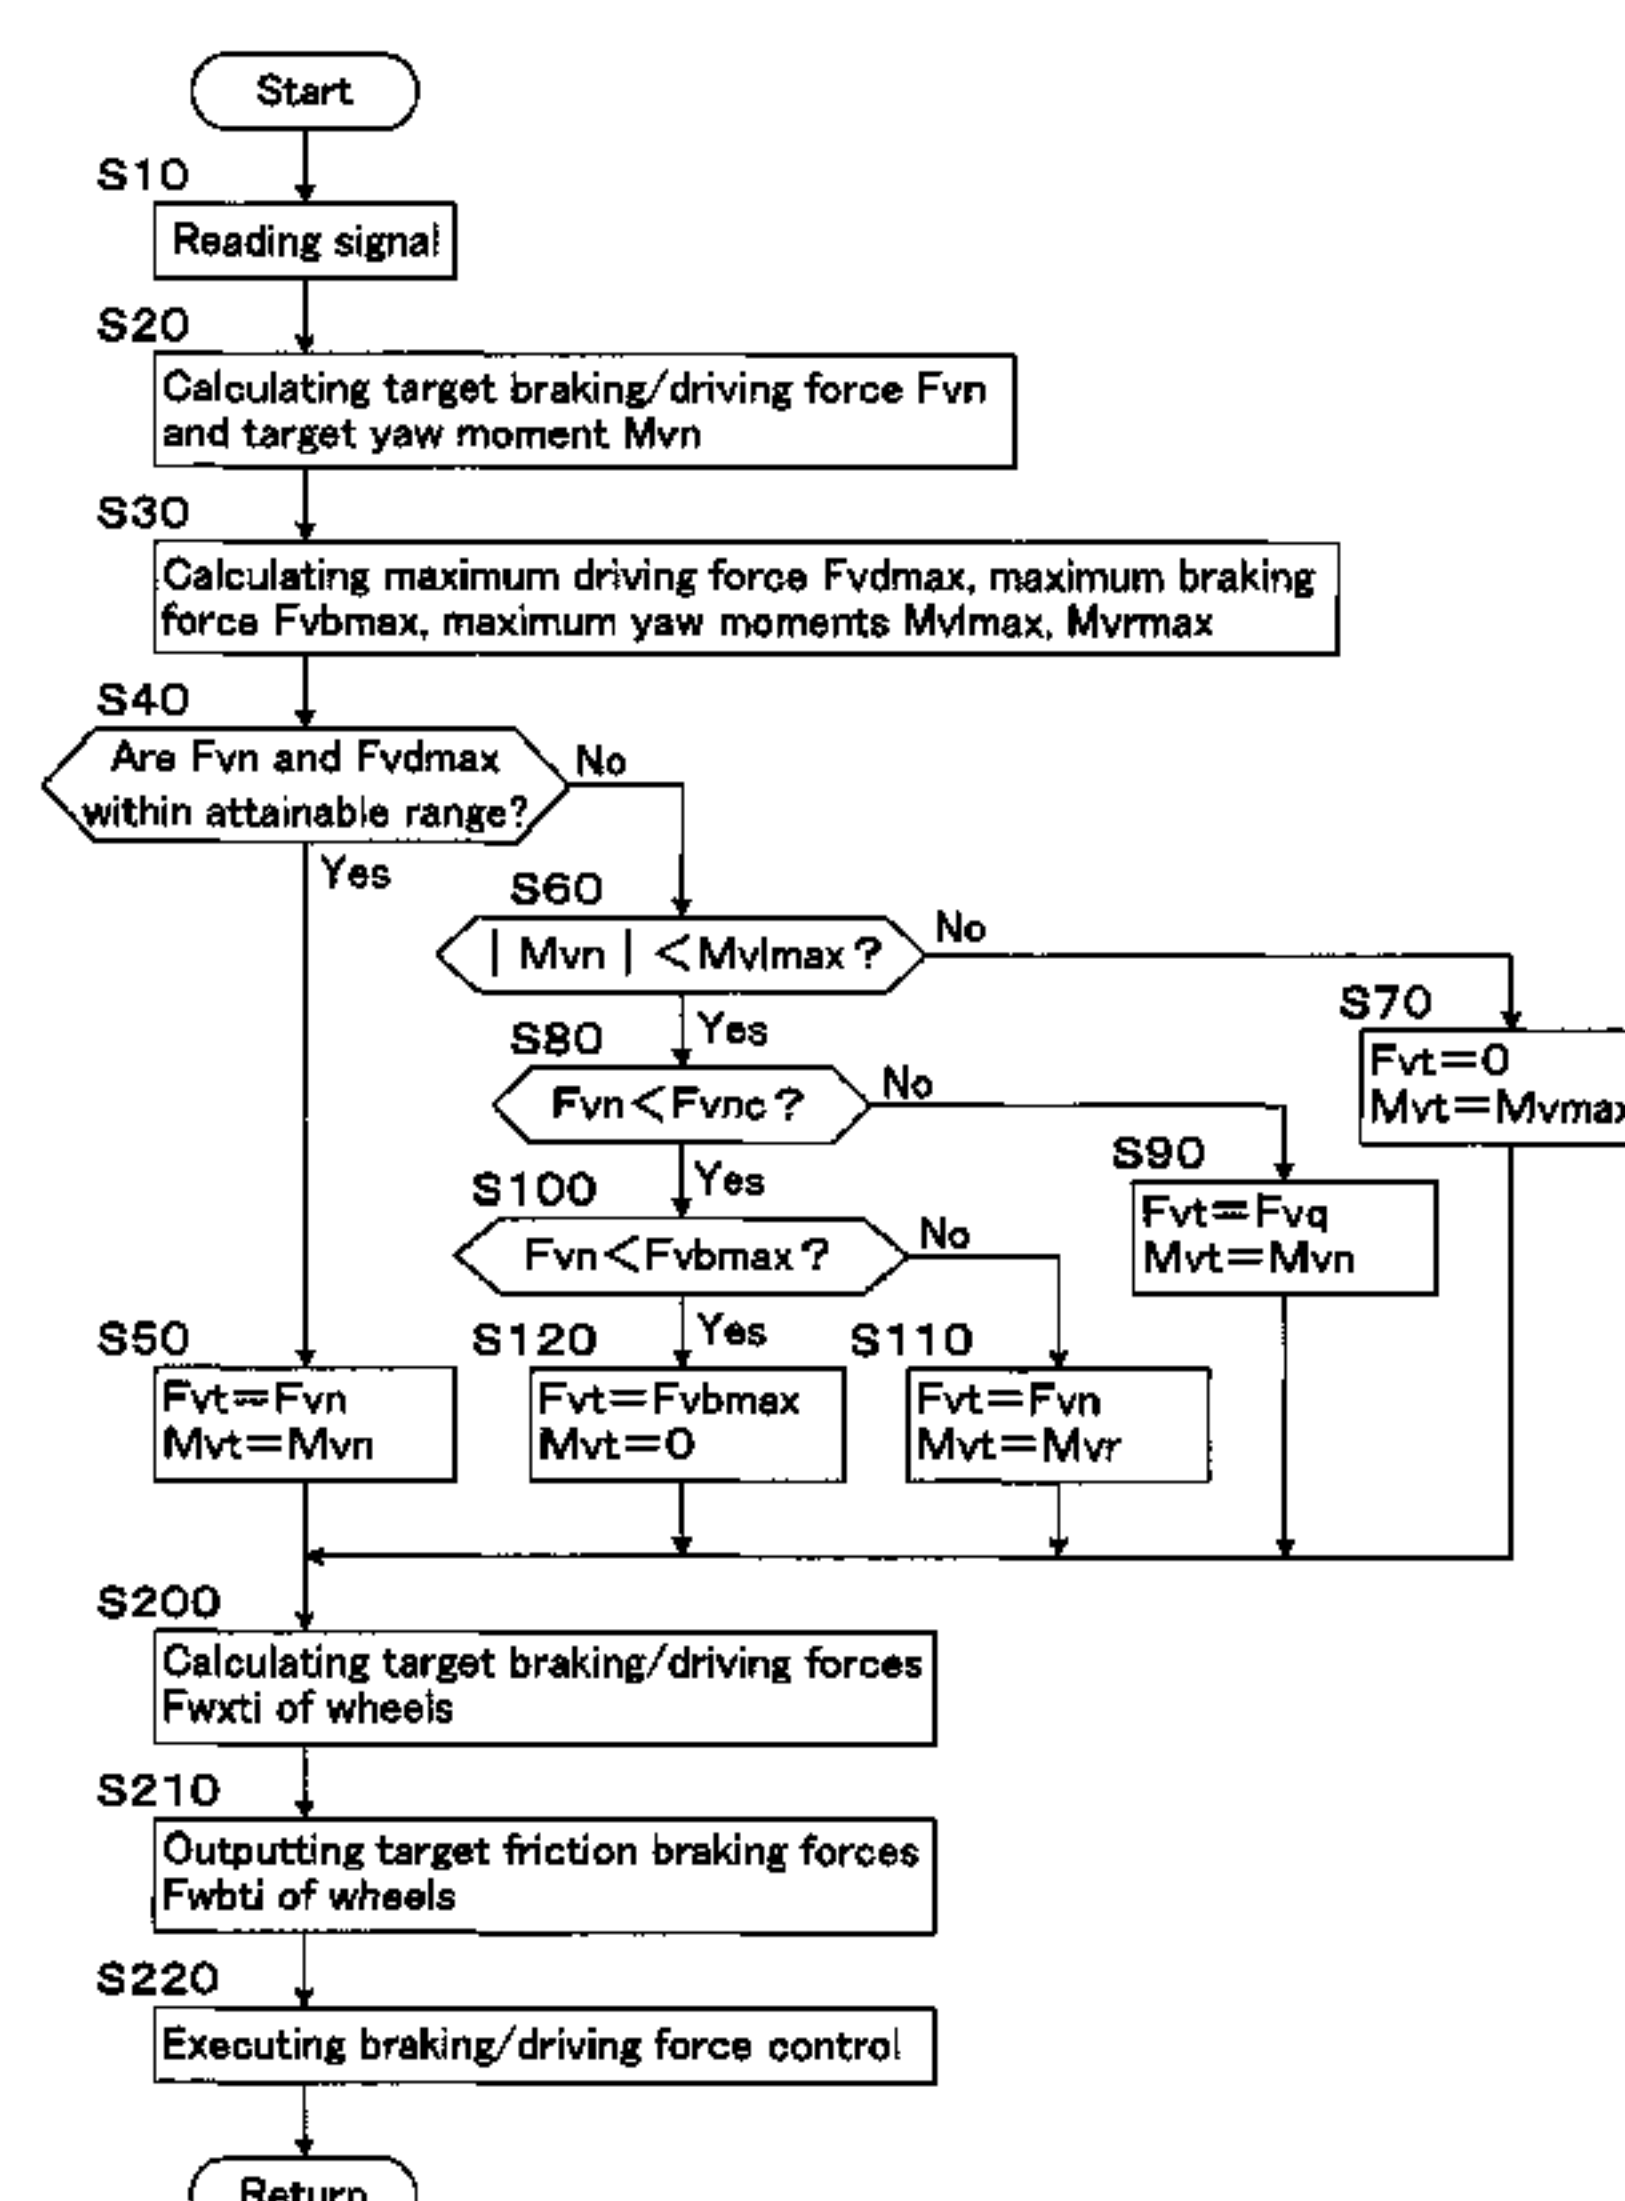 Start
S10
Reading signal
S20
Calculating target braking/driving force Fvn
and target yaw moment Mvn
S30
Calculating maximum driving force Fvdmax, maximum braking
force Fvbmax, maximum yaw moments Mvlmax, Mvrmax
S40
Are Fvn and Fvdmax
within attainable range?
No
Yes
S60
| Mvn | <Mvlmax?
No
Yes
S70
Fvt=0
Mvt=Mvmax
S80
Fvn<Fvnc?
No
Yes
S90
Fvt=Fvq
Mvt=Mvn
S100
Fvn<Fvbmax?
No
Yes
S50
Fvt=Fvn
Mvt=Mvn
S120
Fvt=Fvbmax
Mvt=0
S110
Fvt=Fvn
Mvt=Mvr
S200
Calculating target braking/driving forces
Fwxti of wheels
S210
Outputting target friction braking forces
Fwbti of wheels
S220
Executing braking/driving force control
Return